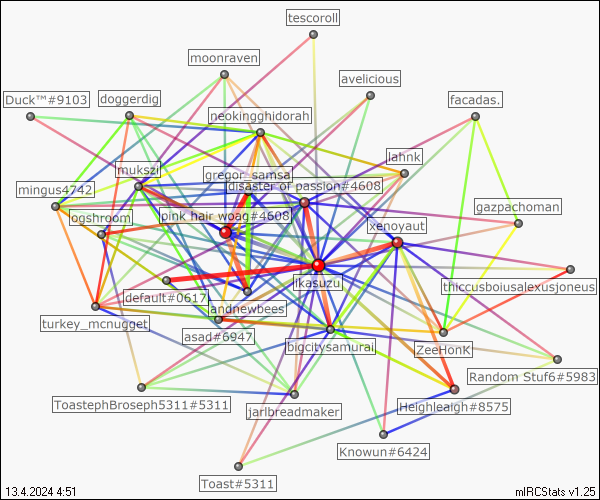 tescoroll
moonraven
avelicious
Duck™#9103
doggerdig
facadas.
neokingghidorah
lahnk
mukszi
gregor_samsa
disaster of passion#4608
mingus4742
pink hair woag#4608
gazpachoman
ogshroom
xenoyaut
ikasuzu
thiccusboiusalexusjoneus
default#0617
andnewbees
turkey_mcnugget
asad#6947
bigcitysamurai
ZeeHonK
Random Stuf6#5983
ToastephBroseph5311#5311
jarlbreadmaker
Heighleaigh#8575
Knowun#6424
Toast#5311
13.4.2024 4:51
mIRCStats v1.25